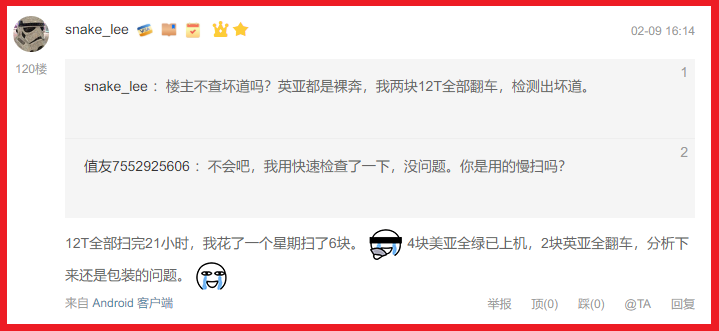 snake_lee
02-09 16:14
120楼
snake_lee：楼主不查坏道吗？英亚都是裸奔，我两块12T全部翻车，检测出坏道。
1
值友7552925606：不会吧，我用快速检查了一下，没问题。你是用的慢扫吗？
2
12T全部扫完21小时，我花了一个星期扫了6块。 4块美亚全绿已上机，2块英亚全翻车，分析下
来还是包装的问题。
来自 Android 客户端 举报 顶(0) 踩(0) @TA 回复